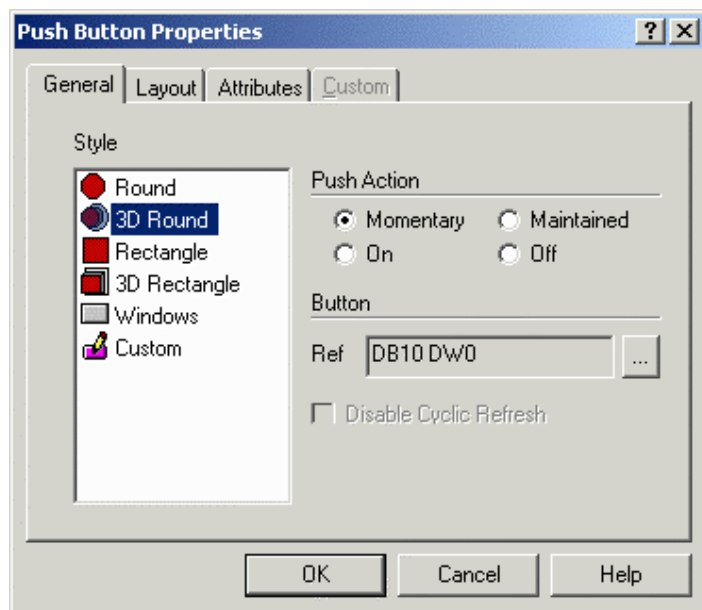 Push Button Properties
General Layout Attributes Custom
Style
Round
3D Round
Rectangle
3D Rectangle
Windows
Custom
Push Action
Momentary Maintained
On Off
Button
Ref DB10 DW0 ...
Disable Cyclic Refresh
OK Cancel Help